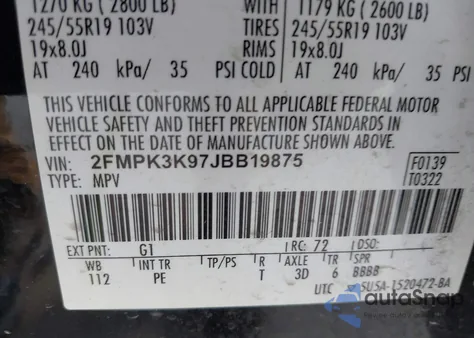 1270 KG ( 2800 LB) WITH 1179 KG ( 2600 LB)
245/55R19 103V TIRES 245/55R19 103V
19x8.0J RIMS 19x8.0J
AT 240 kPa/ 35 PSI COLD AT 240 kPa/ 35 PSI
THIS VEHICLE CONFORMS TO ALL APPLICABLE FEDERAL MOTOR
VEHICLE SAFETY AND THEFT PREVENTION STANDARDS IN
EFFECT ON THE DATE OF MANUFACTURE SHOWN ABOVE.
VIN: 2FMPK3K97JBB19875 F0139
TYPE: MPV T0322
EXT PNT: G1 RC: 72 DSO:
WB INT TR TP/PS R AXLE TR SPR
112 PE T 3D 6 BBBB
UTC SU5A-1520472-BA
autoSnap